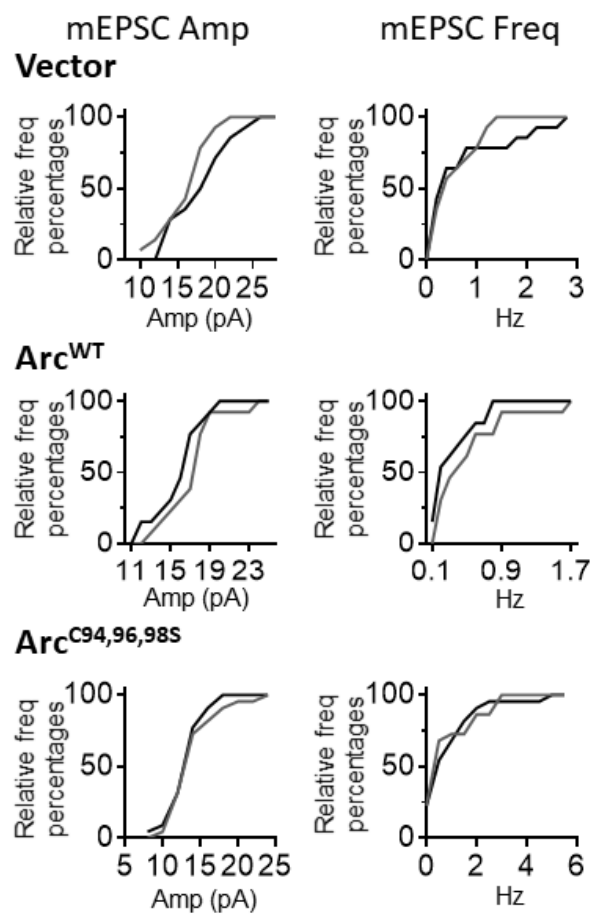 mEPSC Amp
mEPSC Freq
Vector
Relative freq
percentages
100
50
0
10 15 20 25
Amp (pA)
Relative freq
percentages
100
50
0
0 1 2 3
Hz
Arc^WT
Relative freq
percentages
100
50
0
11 15 19 23
Amp (pA)
Relative freq
percentages
100
50
0
0.1 0.9 1.7
Hz
Arc^C94,96,98S
Relative freq
percentages
100
50
0
5 10 15 20 25
Amp (pA)
Relative freq
percentages
100
50
0
0 2 4 6
Hz